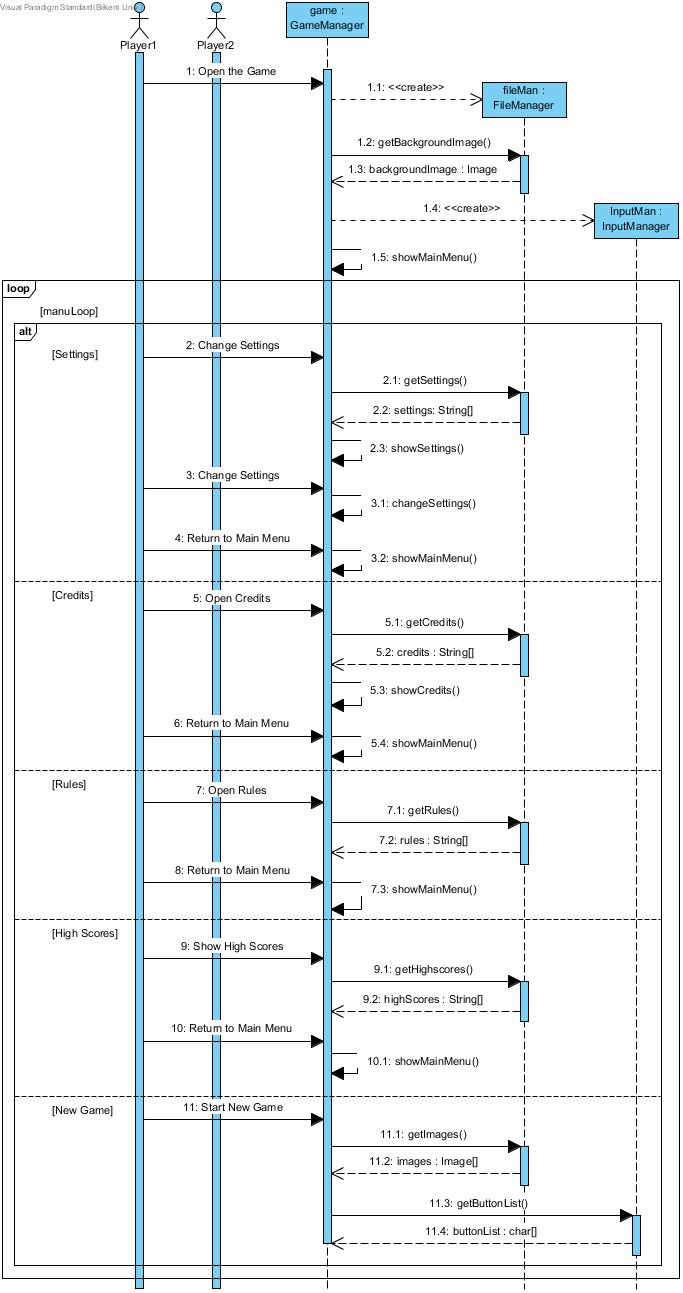 Visual Paradigm Standard(Bilkent Uni
Player1
Player2
game :
GameManager
1: Open the Game
1.1: <<create>>
fileMan :
FileManager
1.2: getBackgroundImage()
1.3: backgroundImage : Image
1.4: <<create>>
InputMan :
InputManager
1.5: showMainMenu()
loop
[manuLoop]
alt
[Settings]
2: Change Settings
2.1: getSettings()
2.2: settings: String[]
2.3: showSettings()
3: Change Settings
3.1: changeSettings()
4: Return to Main Menu
3.2: showMainMenu()
[Credits]
5: Open Credits
5.1: getCredits()
5.2: credits : String[]
5.3: showCredits()
6: Return to Main Menu
5.4: showMainMenu()
[Rules]
7: Open Rules
7.1: getRules()
7.2: rules : String[]
8: Return to Main Menu
7.3: showMainMenu()
[High Scores]
9: Show High Scores
9.1: getHighscores()
9.2: highScores : String[]
10: Return to Main Menu
10.1: showMainMenu()
[New Game]
11: Start New Game
11.1: getImages()
11.2: images : Image[]
11.3: getButtonList()
11.4: buttonList : char[]